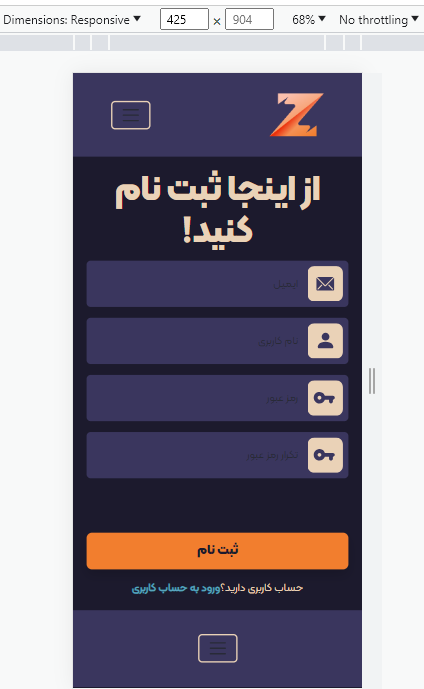 Dimensions: Responsive ▼ 425 × 904 68% ▼ No throttling ▼
از اینجا ثبت نام
کنید!
ایمیل
نام کاربری
رمز عبور
تکرار رمز عبور
ثبت نام
حساب کاربری دارید؟ورود به حساب کاربری